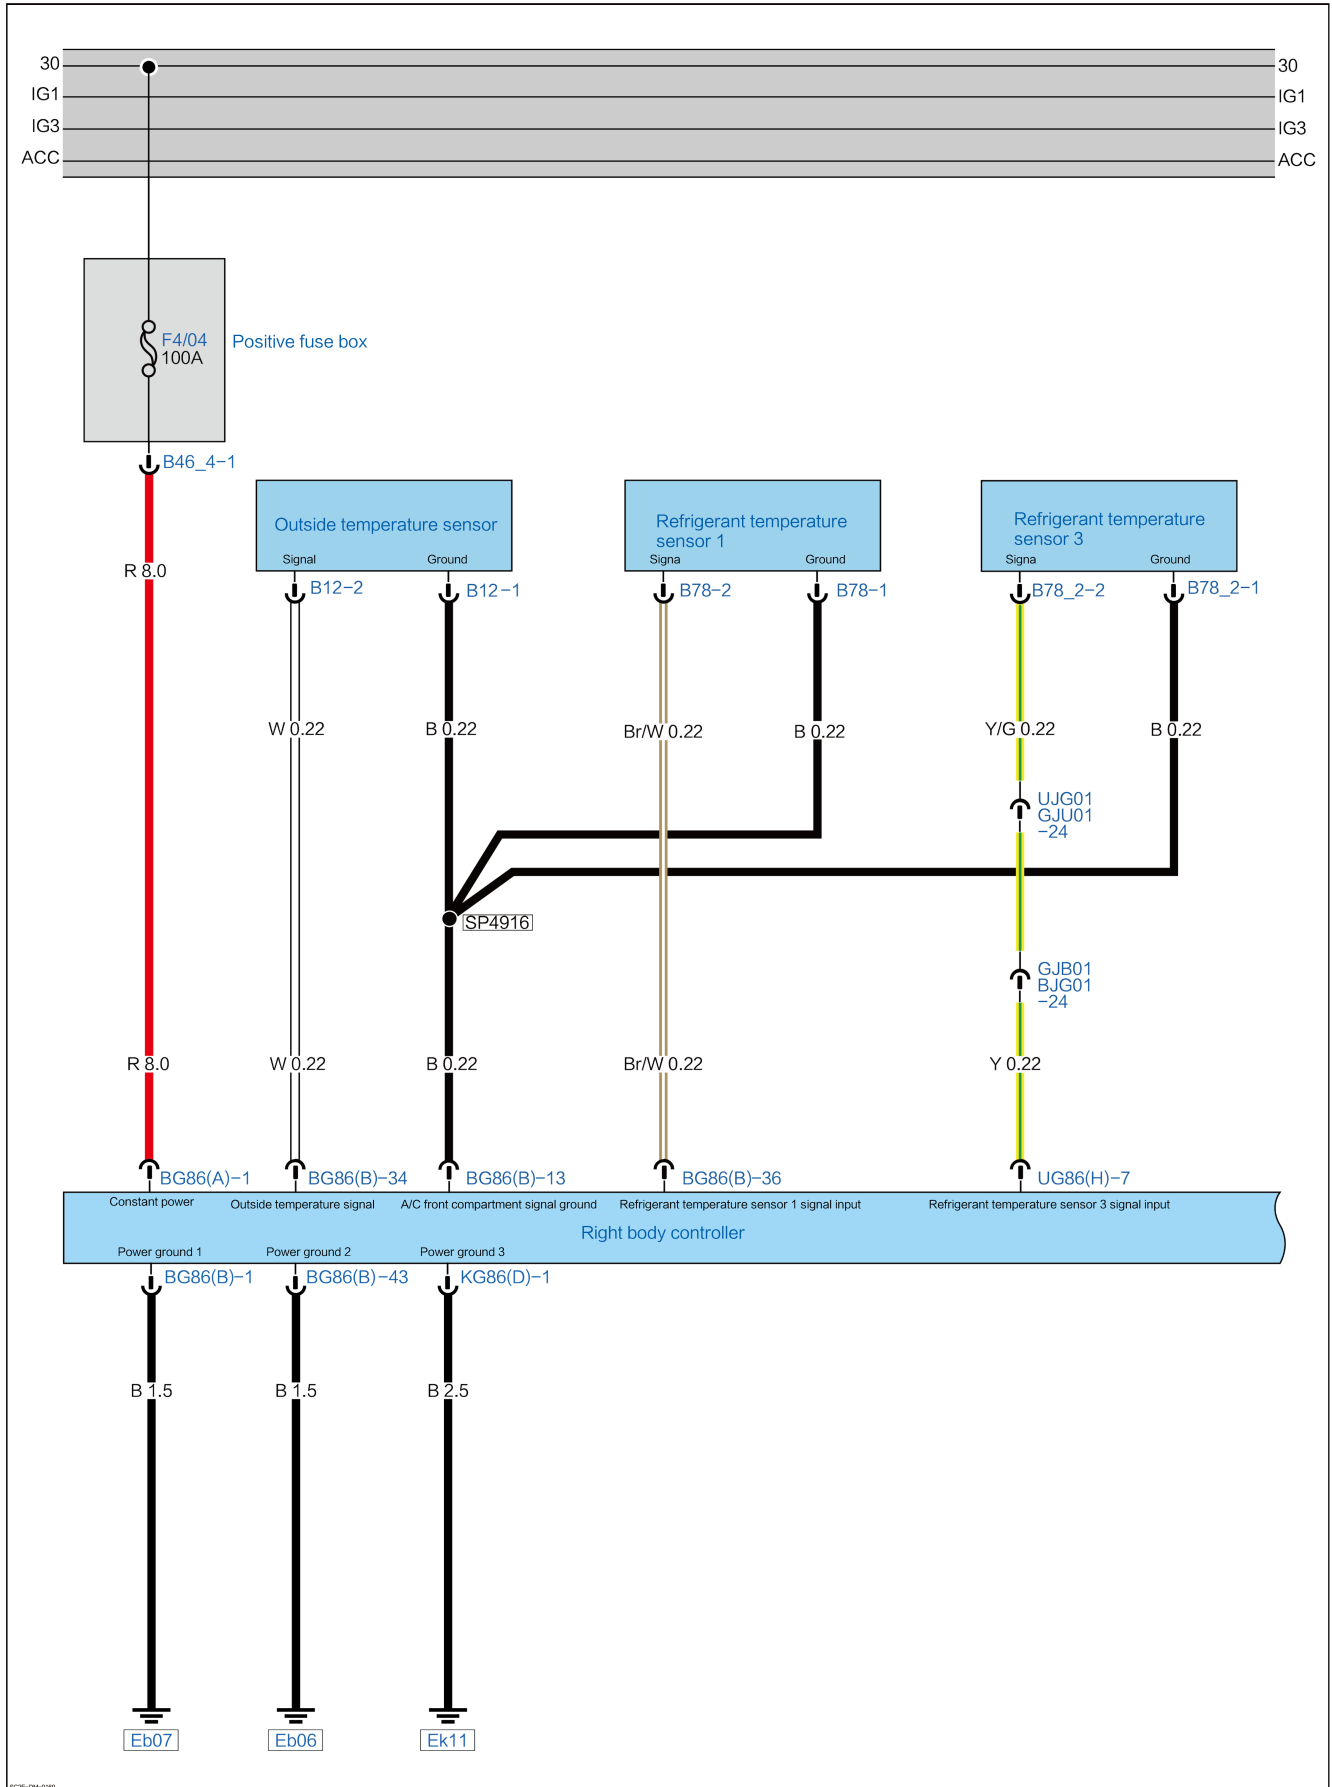 30
30
IG1
IG1
IG3
IG3
ACC
ACC
F4/04
100A
Positive fuse box
B46_4-1
Outside temperature sensor
Signal
Ground
Refrigerant temperature
sensor 1
Signa
Ground
Refrigerant temperature
sensor 3
Signa
Ground
B12-2
B12-1
B78-2
B78-1
B78_2-2
B78_2-1
R 8.0
W 0.22
B 0.22
Br/W 0.22
B 0.22
Y/G 0.22
B 0.22
UJG01
GJU01
-24
SP4916
GJB01
BJG01
-24
R 8.0
W 0.22
B 0.22
Br/W 0.22
Y 0.22
BG86(A)-1
BG86(B)-34
BG86(B)-13
BG86(B)-36
UG86(H)-7
Constant power
Outside temperature signal
A/C front compartment signal ground
Refrigerant temperature sensor 1 signal input
Refrigerant temperature sensor 3 signal input
Right body controller
Power ground 1
Power ground 2
Power ground 3
BG86(B)-1
BG86(B)-43
KG86(D)-1
B 1.5
B 1.5
B 2.5
Eb07
Eb06
Ek11